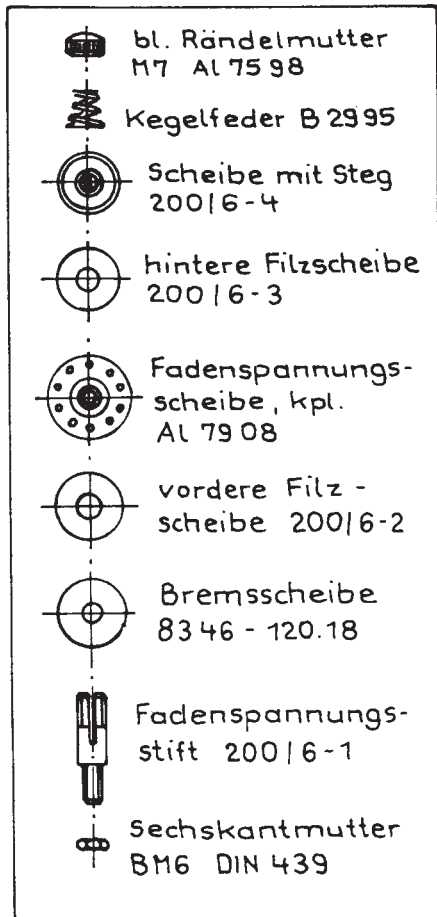 bl. Rändelmutter
M7 Al 7598
Kegelfeder B 2995
Scheibe mit Steg
200/6-4
hintere Filzscheibe
200/6-3
Fadenspannungs-
scheibe, kpl.
Al 7908
vordere Filz-
scheibe 200/6-2
Bremsscheibe
8346 - 120.18
Fadenspannungs-
stift 200/6-1
Sechskantmutter
BM6 DIN 439